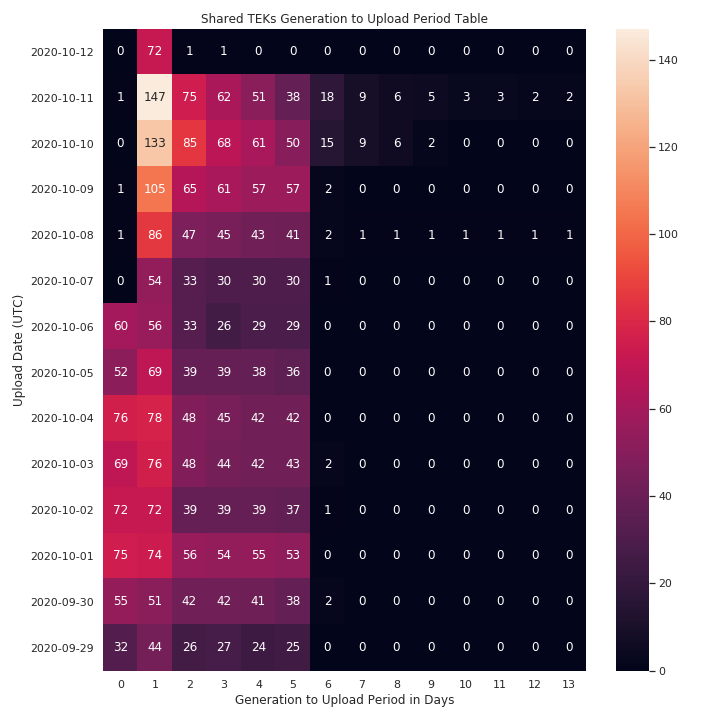 Shared TEKs Generation to Upload Period Table
Upload Date (UTC)
2020-10-12 0 72 1 1 0 0 0 0 0 0 0 0 0 0
2020-10-11 1 147 75 62 51 38 18 9 6 5 3 3 2 2
2020-10-10 0 133 85 68 61 50 15 9 6 2 0 0 0 0
2020-10-09 1 105 65 61 57 57 2 0 0 0 0 0 0 0
2020-10-08 1 86 47 45 43 41 2 1 1 1 1 1 1 1
2020-10-07 0 54 33 30 30 30 1 0 0 0 0 0 0 0
2020-10-06 60 56 33 26 29 29 0 0 0 0 0 0 0 0
2020-10-05 52 69 39 39 38 36 0 0 0 0 0 0 0 0
2020-10-04 76 78 48 45 42 42 0 0 0 0 0 0 0 0
2020-10-03 69 76 48 44 42 43 2 0 0 0 0 0 0 0
2020-10-02 72 72 39 39 39 37 1 0 0 0 0 0 0 0
2020-10-01 75 74 56 54 55 53 0 0 0 0 0 0 0 0
2020-09-30 55 51 42 42 41 38 2 0 0 0 0 0 0 0
2020-09-29 32 44 26 27 24 25 0 0 0 0 0 0 0 0
0 1 2 3 4 5 6 7 8 9 10 11 12 13
Generation to Upload Period in Days
140
120
100
80
60
40
20
0